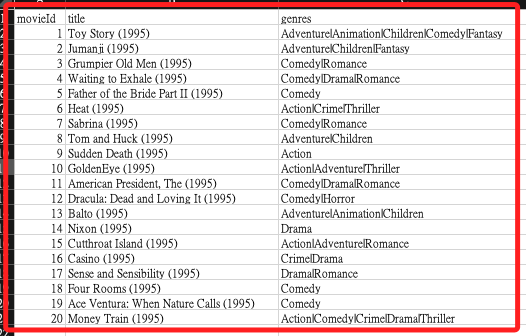 movieId title genres
1 Toy Story (1995) Adventure|Animation|Children|Comedy|Fantasy
2 Jumanji (1995) Adventure|Children|Fantasy
3 Grumpier Old Men (1995) Comedy|Romance
4 Waiting to Exhale (1995) Comedy|Drama|Romance
5 Father of the Bride Part II (1995) Comedy
6 Heat (1995) Action|Crime|Thriller
7 Sabrina (1995) Comedy|Romance
8 Tom and Huck (1995) Adventure|Children
9 Sudden Death (1995) Action
10 GoldenEye (1995) Action|Adventure|Thriller
11 American President, The (1995) Comedy|Drama|Romance
12 Dracula: Dead and Loving It (1995) Comedy|Horror
13 Balto (1995) Adventure|Animation|Children
14 Nixon (1995) Drama
15 Cutthroat Island (1995) Action|Adventure|Romance
16 Casino (1995) Crime|Drama
17 Sense and Sensibility (1995) Drama|Romance
18 Four Rooms (1995) Comedy
19 Ace Ventura: When Nature Calls (1995) Comedy
20 Money Train (1995) Action|Comedy|Crime|Drama|Thriller